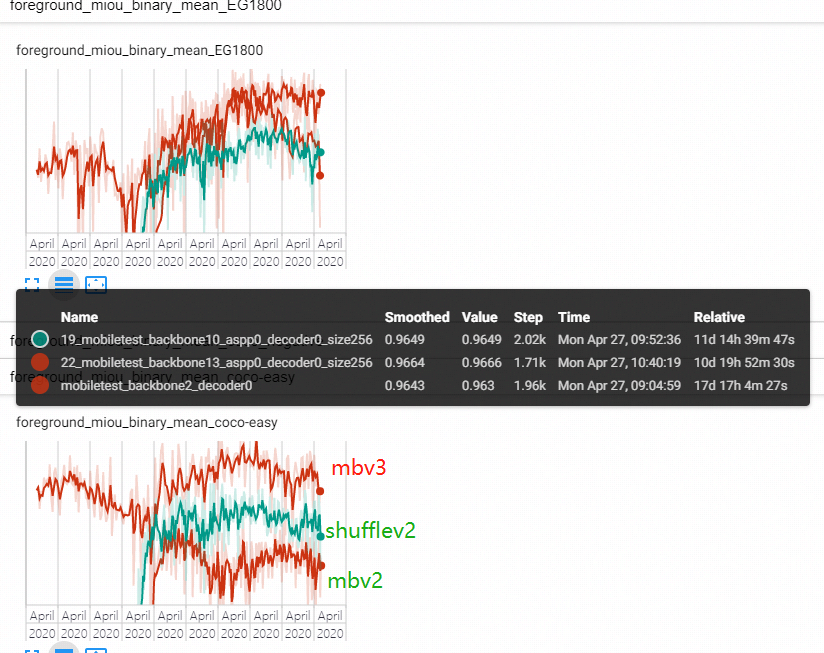 foreground_miou_binary_mean_EG1800
foreground_miou_binary_mean_EG1800
April April April April April April April April April April
2020 2020 2020 2020 2020 2020 2020 2020 2020 2020
Name Smoothed Value Step Time Relative
19_mobiletest_backbone10_aspp0_decoder0_size256 0.9649 0.9649 2.02k Mon Apr 27, 09:52:36 11d 14h 39m 47s
22_mobiletest_backbone13_aspp0_decoder0_size256 0.9664 0.9666 1.71k Mon Apr 27, 10:40:19 10d 19h 52m 30s
mobiletest_backbone2_decoder0 0.9643 0.963 1.96k Mon Apr 27, 09:04:59 17d 17h 4m 27s
foreground_miou_binary_mean_coco-easy
mbv3
shufflev2
mbv2
April April April April April April April April April April
2020 2020 2020 2020 2020 2020 2020 2020 2020 2020